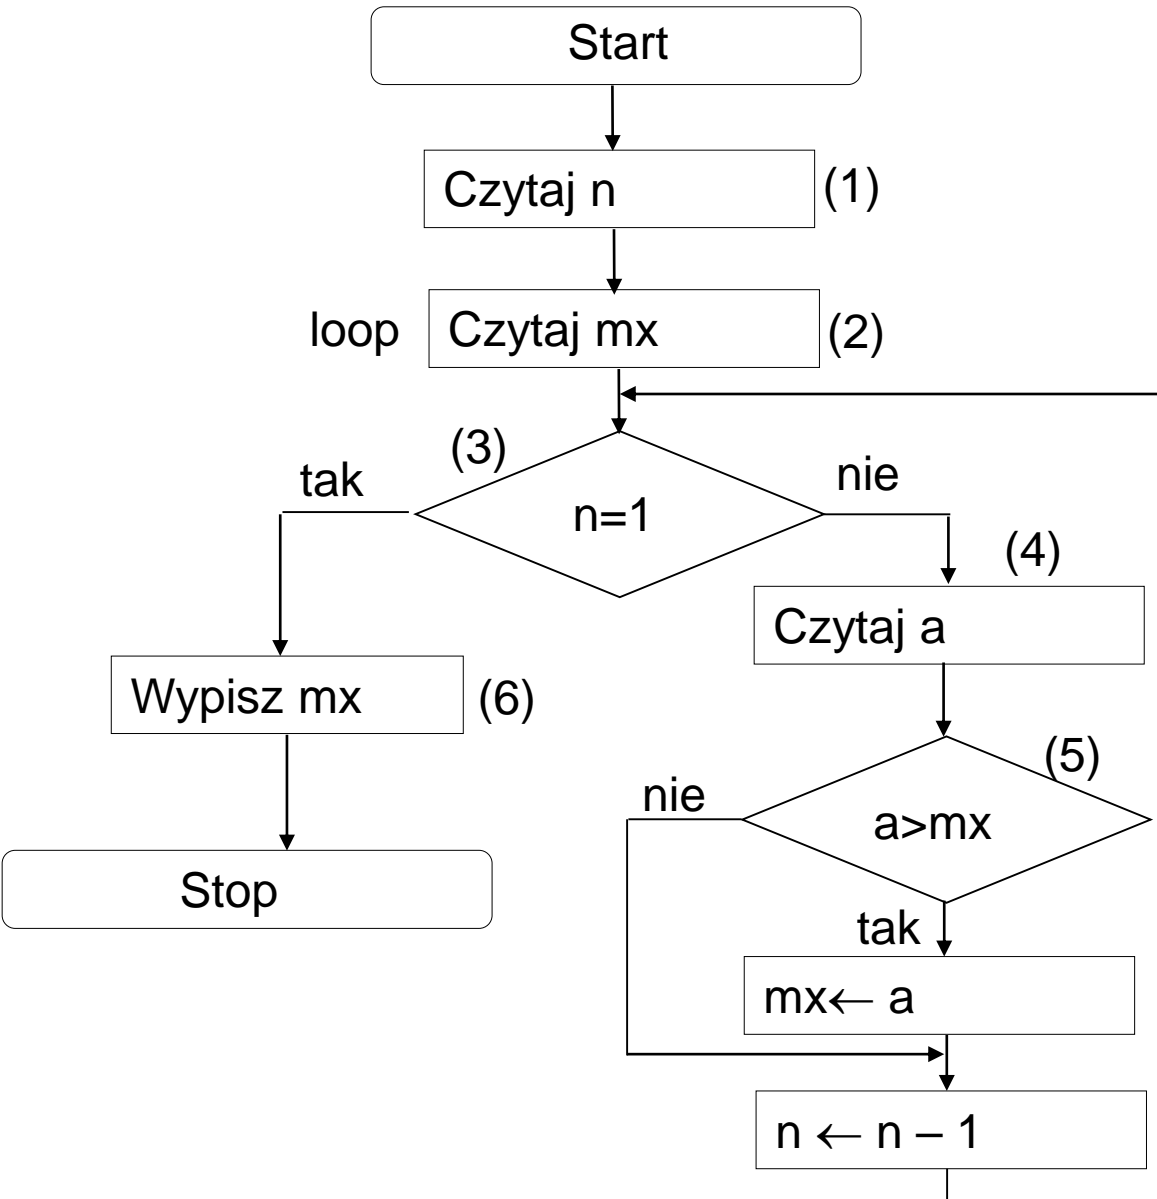 Start
Czytaj n
(1)
loop
Czytaj mx
(2)
(3)
tak
n=1
nie
(4)
Czytaj a
Wypisz mx
(6)
(5)
nie
a>mx
Stop
tak
mx← a
n ← n – 1